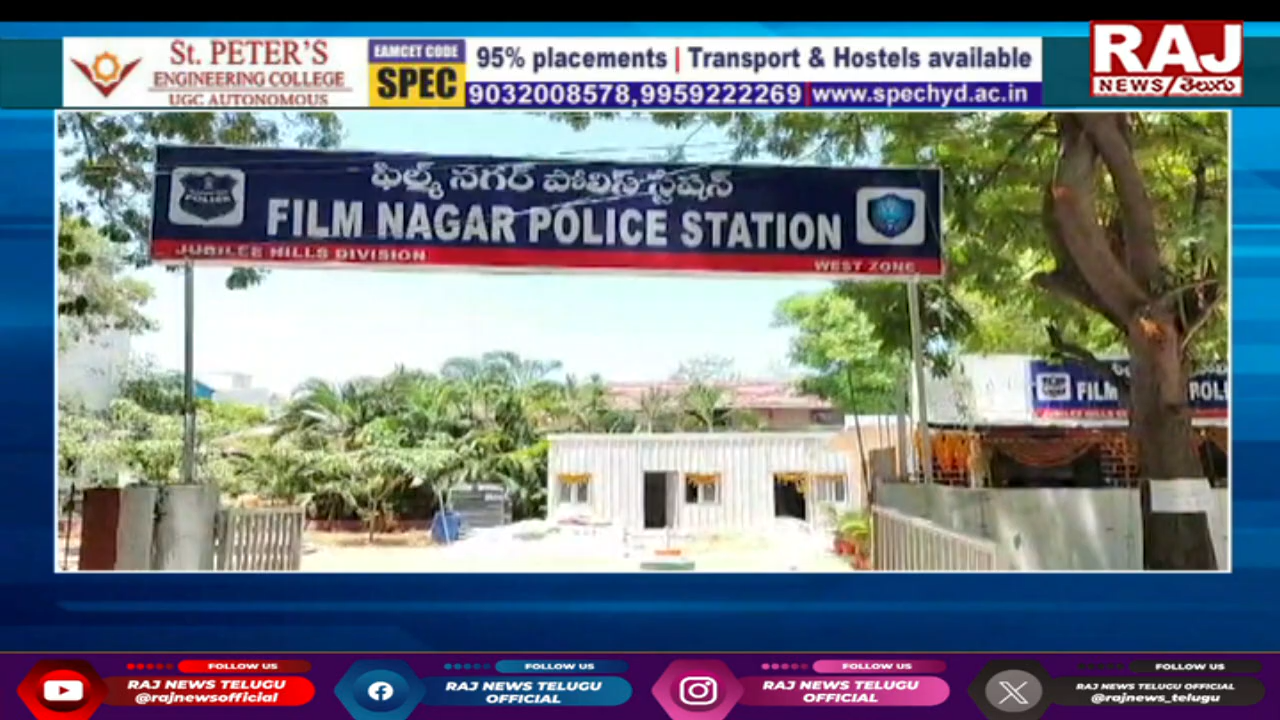 St. PETER'S
ENGINEERING COLLEGE
UGC AUTONOMOUS
EAMCET CODE
SPEC
95% placements | Transport & Hostels available
9032008578,9959222269 | www.spechyd.ac.in
RAJ
NEWS తెలుగు
ఫిల్మ్ నగర్ పోలిస్ స్టేషన్
FILM NAGAR POLICE STATION
JUBILEE HILLS DIVISION
WEST ZONE
FILM
JUBILEE HILLS
FOLLOW US
RAJ NEWS TELUGU
@rajnewsofficial
FOLLOW US
RAJ NEWS TELUGU
OFFICIAL
FOLLOW US
RAJ NEWS TELUGU
OFFICIAL
FOLLOW US
RAJ NEWS TELUGU OFFICIAL
@rajnews_telugu